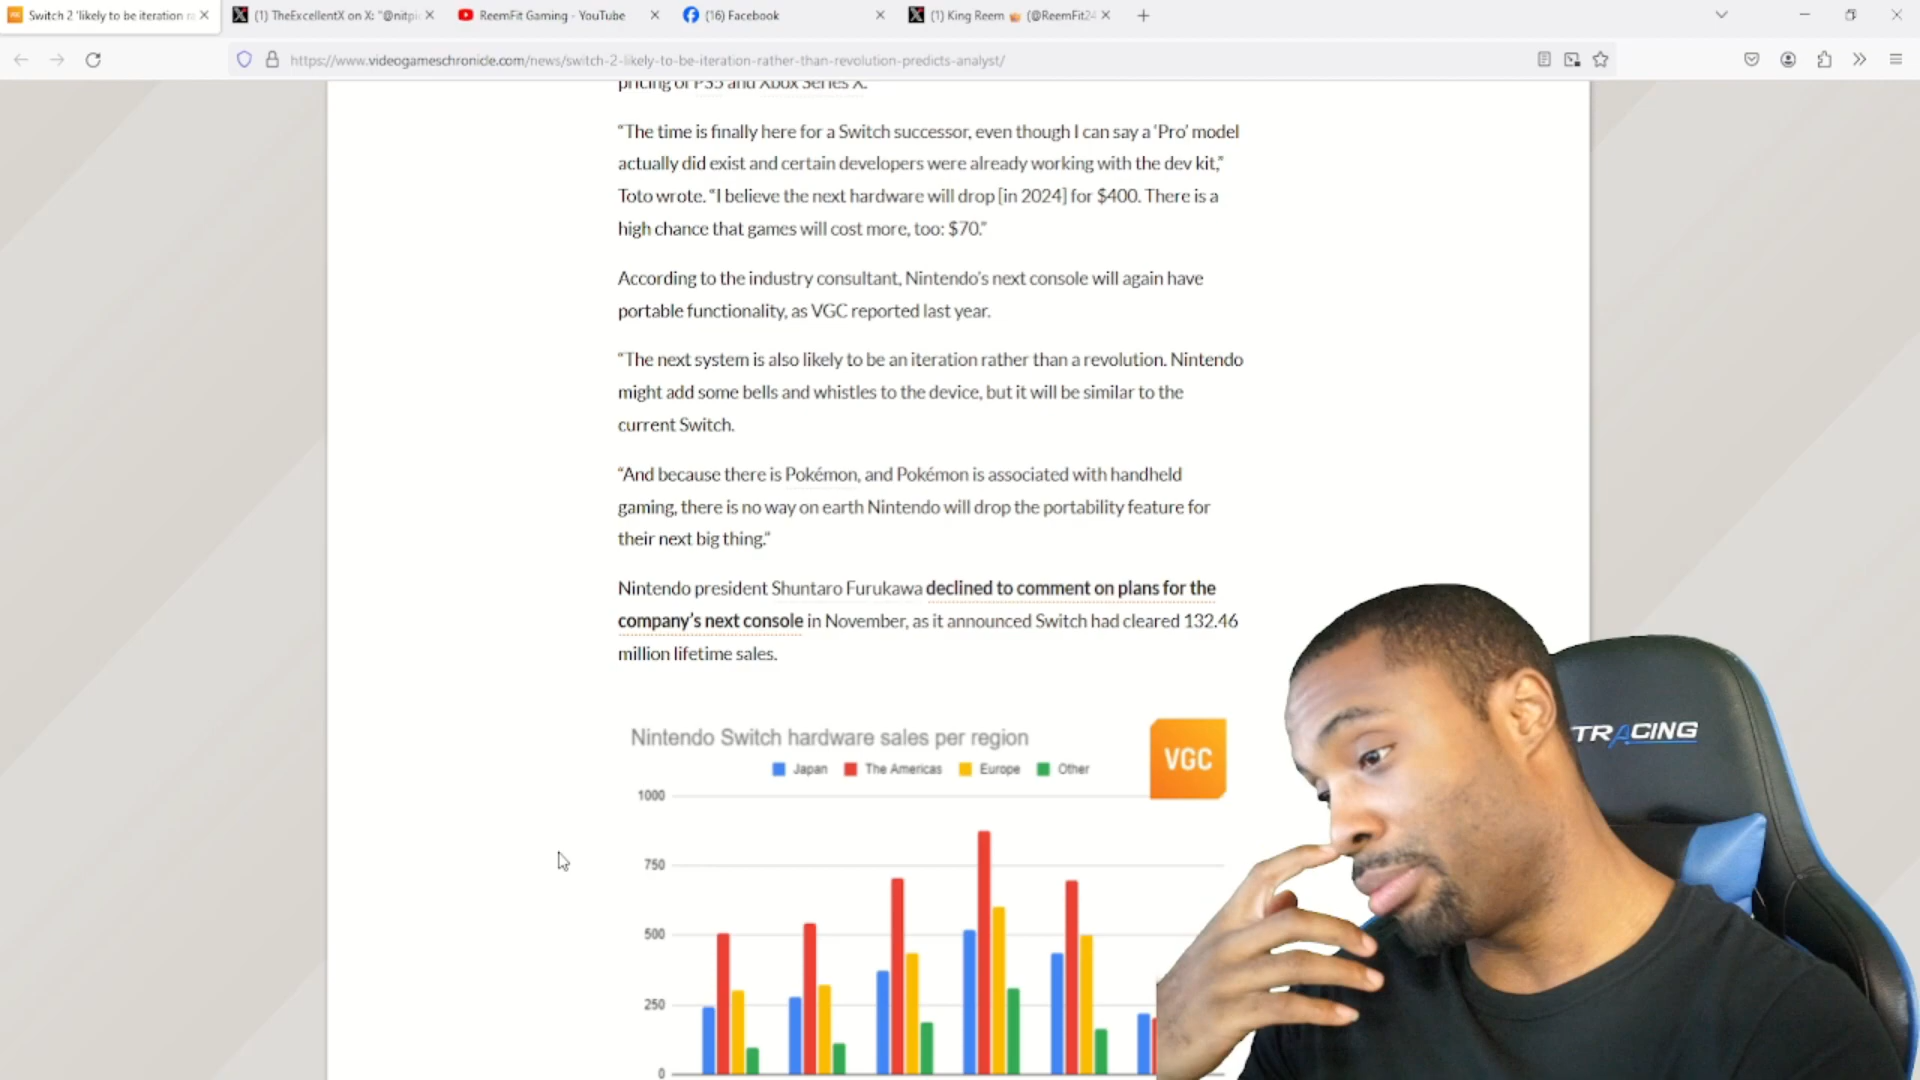 Switch 2 'likely to be iteration ra
(1) TheExcellentX on X: "@nitpi
ReemFit Gaming - YouTube
(16) Facebook
(1) King Reem 👑 (@ReemFit24
https://www.videogameschronicle.com/news/switch-2-likely-to-be-iteration-rather-than-revolution-predicts-analyst/
pricing of PS5 and Xbox Series X.
“The time is finally here for a Switch successor, even though I can say a ‘Pro’ model
actually did exist and certain developers were already working with the dev kit,”
Toto wrote. “I believe the next hardware will drop [in 2024] for $400. There is a
high chance that games will cost more, too: $70.”
According to the industry consultant, Nintendo’s next console will again have
portable functionality, as VGC reported last year.
“The next system is also likely to be an iteration rather than a revolution. Nintendo
might add some bells and whistles to the device, but it will be similar to the
current Switch.
“And because there is Pokémon, and Pokémon is associated with handheld
gaming, there is no way on earth Nintendo will drop the portability feature for
their next big thing.”
Nintendo president Shuntaro Furukawa declined to comment on plans for the
company’s next console in November, as it announced Switch had cleared 132.46
million lifetime sales.
Nintendo Switch hardware sales per region
VGC
Japan The Americas Europe Other
1000
750
500
250
0
TRACING